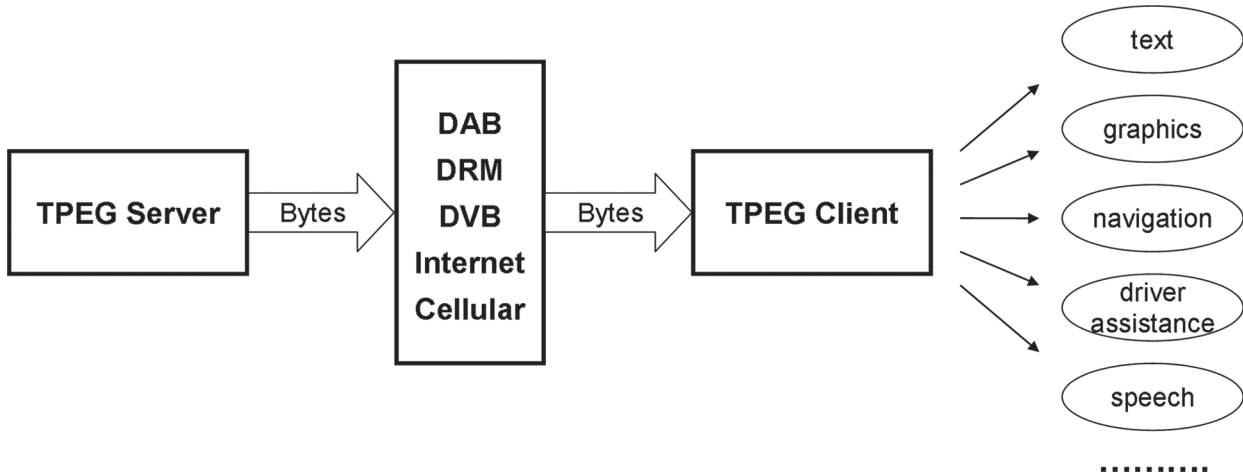 TPEG Server
Bytes
DAB
DRM
DVB
Internet
Cellular
Bytes
TPEG Client
text
graphics
navigation
driver
assistance
speech
..........